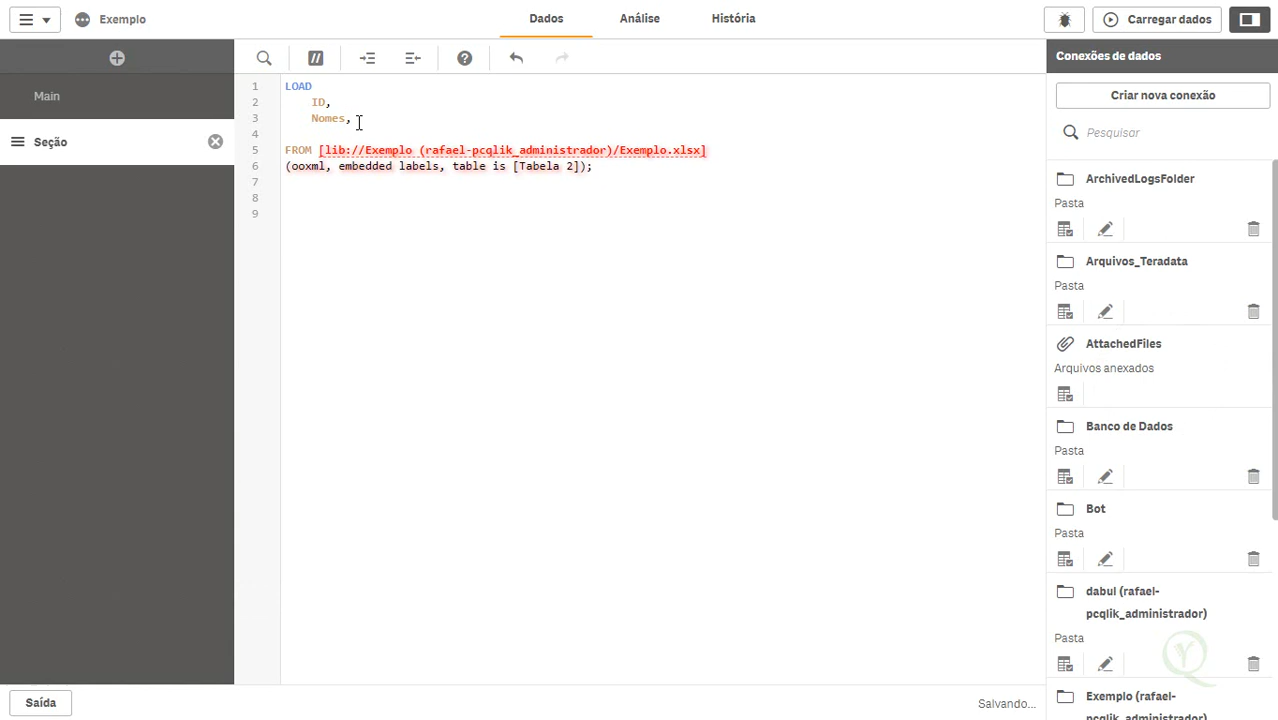 Exemplo
Dados
Análise
História
Carregar dados
Main
Seção
1 LOAD
2 ID,
3 Nomes,
4
5 FROM [lib://Exemplo (rafael-pcqlik_administrador)/Exemplo.xlsx]
6 (ooxml, embedded labels, table is [Tabela 2]);
7
8
9
Conexões de dados
Criar nova conexão
Pesquisar
ArchivedLogsFolder
Pasta
Arquivos_Teradata
Pasta
AttachedFiles
Arquivos anexados
Banco de Dados
Pasta
Bot
Pasta
dabul (rafael-
pcqlik_administrador)
Pasta
Exemplo (rafael-
pcqlik_administrador)
Saída
Salvando...